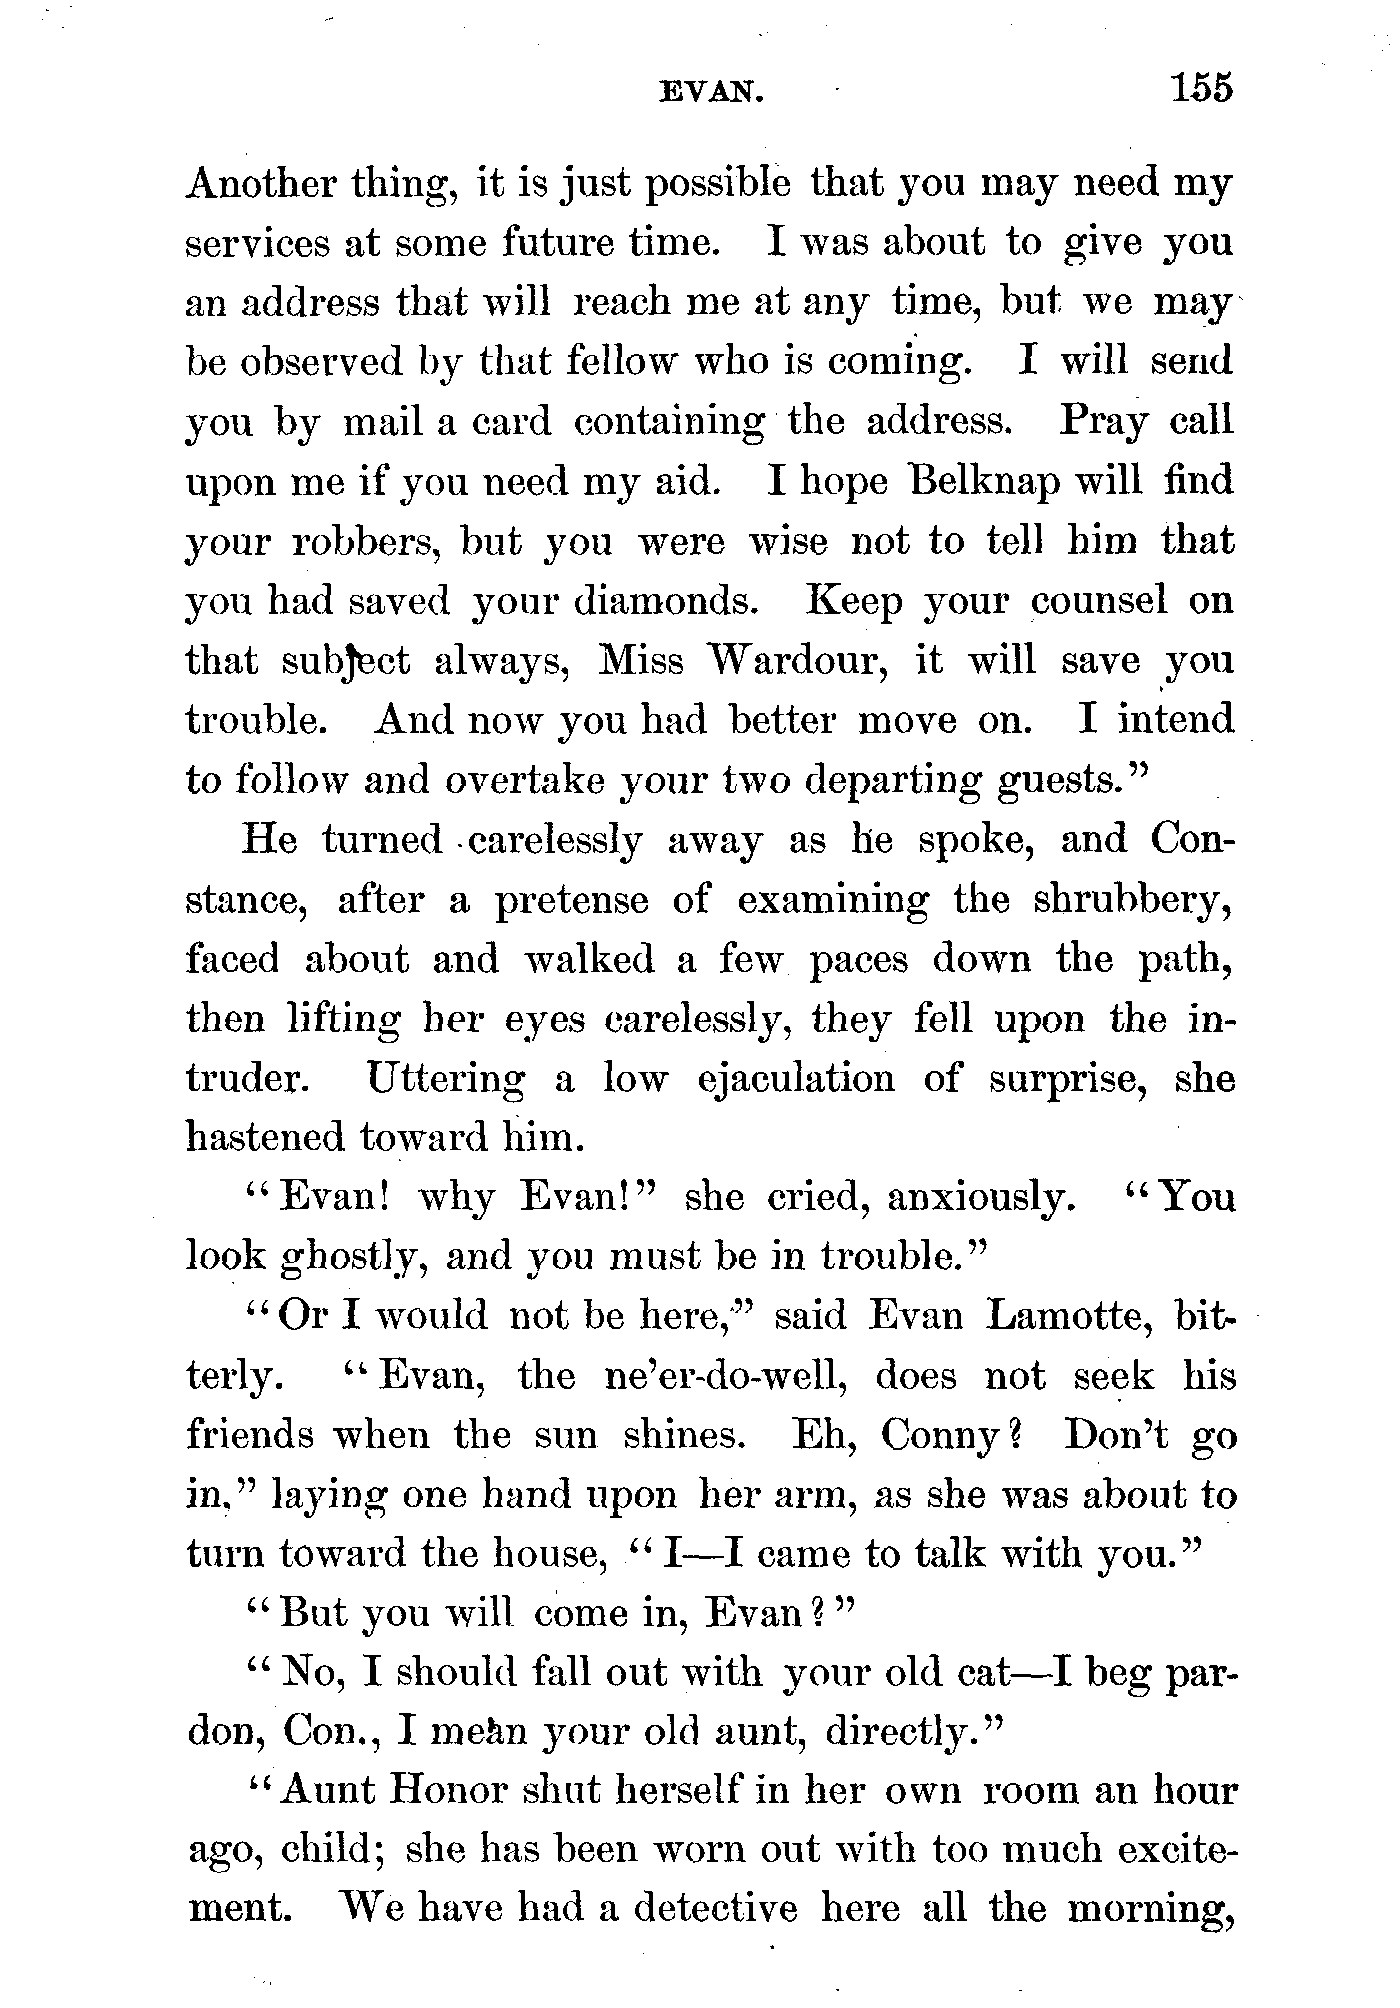 EVAN. 155
Another thing, it is just possible that you may need my
services at some future time. I was about to give you
an address that will reach me at any time, but we may
be observed by that fellow who is coming. I will send
you by mail a card containing the address. Pray call
upon me if you need my aid. I hope Belknap will find
your robbers, but you were wise not to tell him that
you had saved your diamonds. Keep your counsel on
that subject always, Miss Wardour, it will save you
trouble. And now you had better move on. I intend
to follow and overtake your two departing guests."
He turned carelessly away as he spoke, and Con-
stance, after a pretense of examining the shrubbery,
faced about and walked a few paces down the path,
then lifting her eyes carelessly, they fell upon the in-
truder. Uttering a low ejaculation of surprise, she
hastened toward him.
"Evan! why Evan!" she cried, anxiously. "You
look ghostly, and you must be in trouble."
"Or I would not be here," said Evan Lamotte, bit-
terly. "Evan, the ne'er-do-well, does not seek his
friends when the sun shines. Eh, Conny? Don't go
in," laying one hand upon her arm, as she was about to
turn toward the house, "I—I came to talk with you."
"But you will come in, Evan?"
"No, I should fall out with your old cat—I beg par-
don, Con., I mean your old aunt, directly."
"Aunt Honor shut herself in her own room an hour
ago, child; she has been worn out with too much excite-
ment. We have had a detective here all the morning,